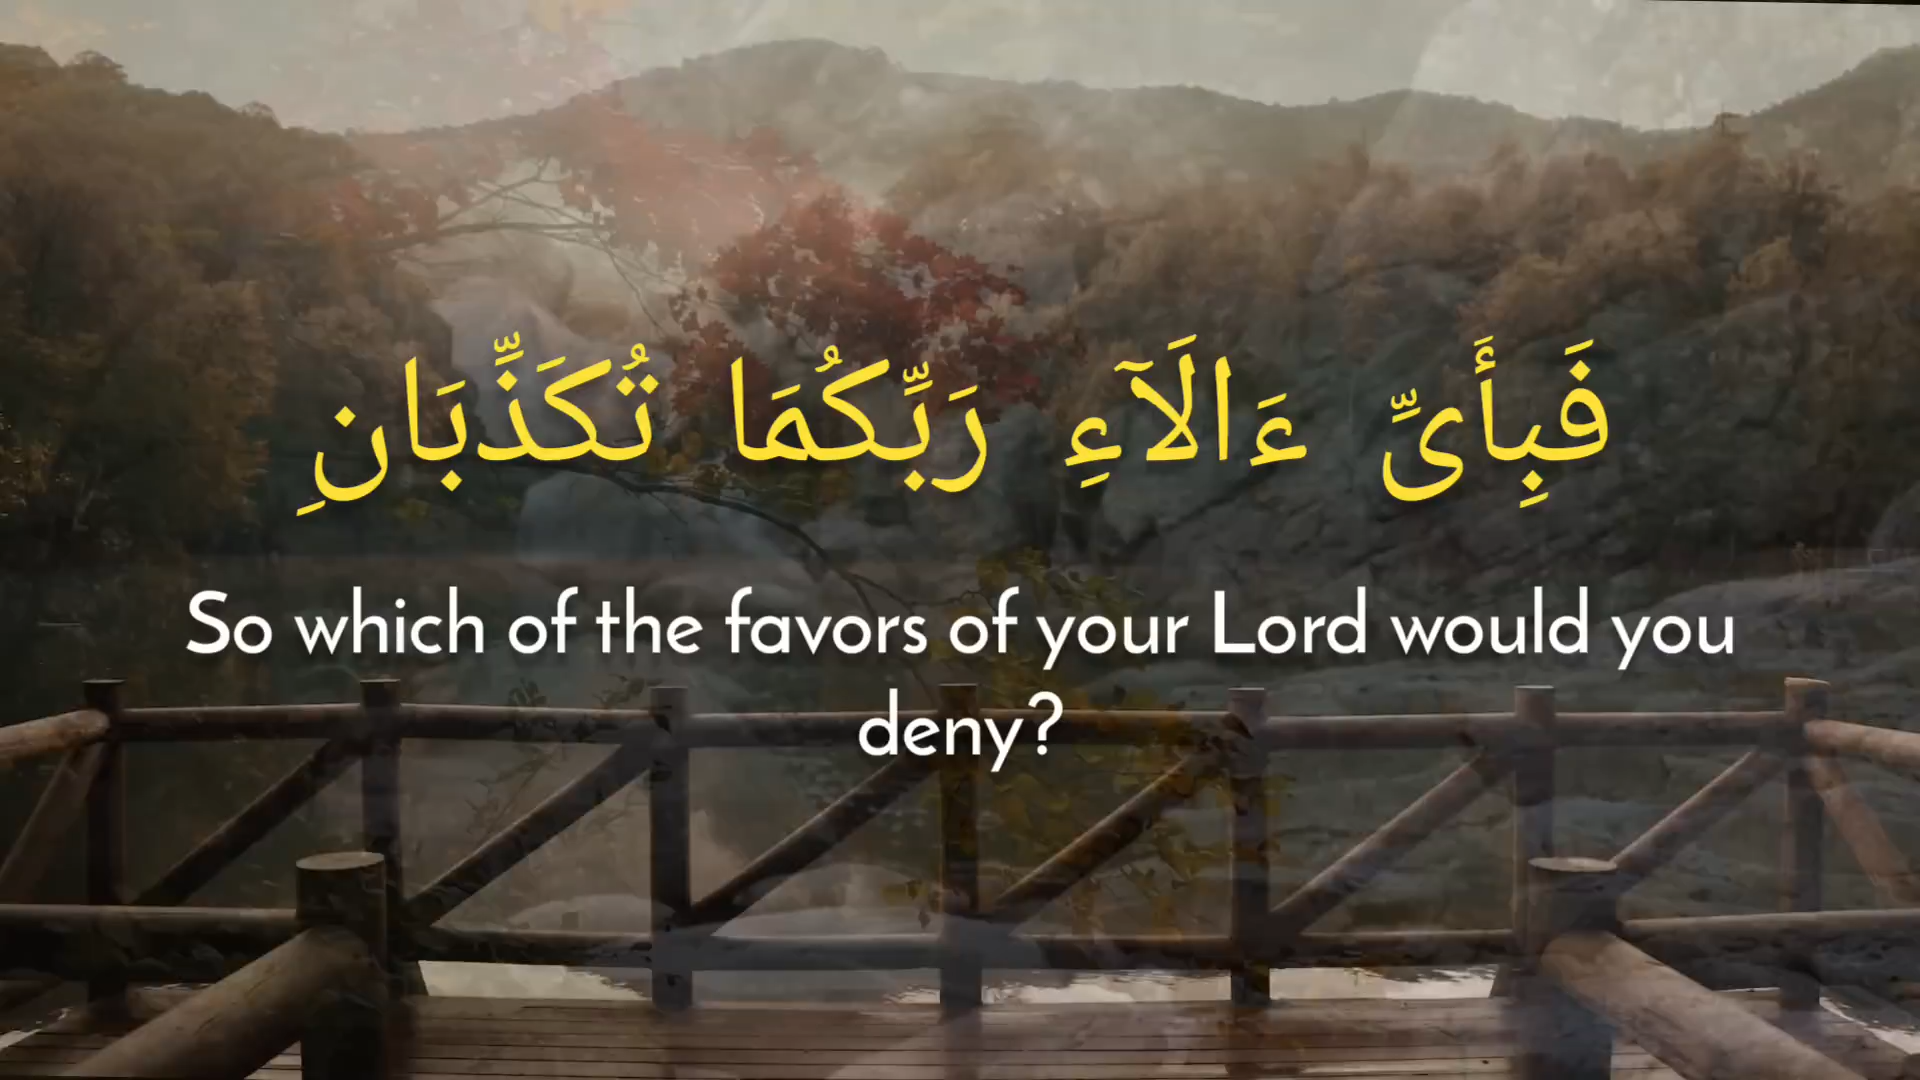 فَبِأَىِّ ءَالَآءِ رَبِّكُمَا تُكَذِّبَانِ
So which of the favors of your Lord would you
deny?